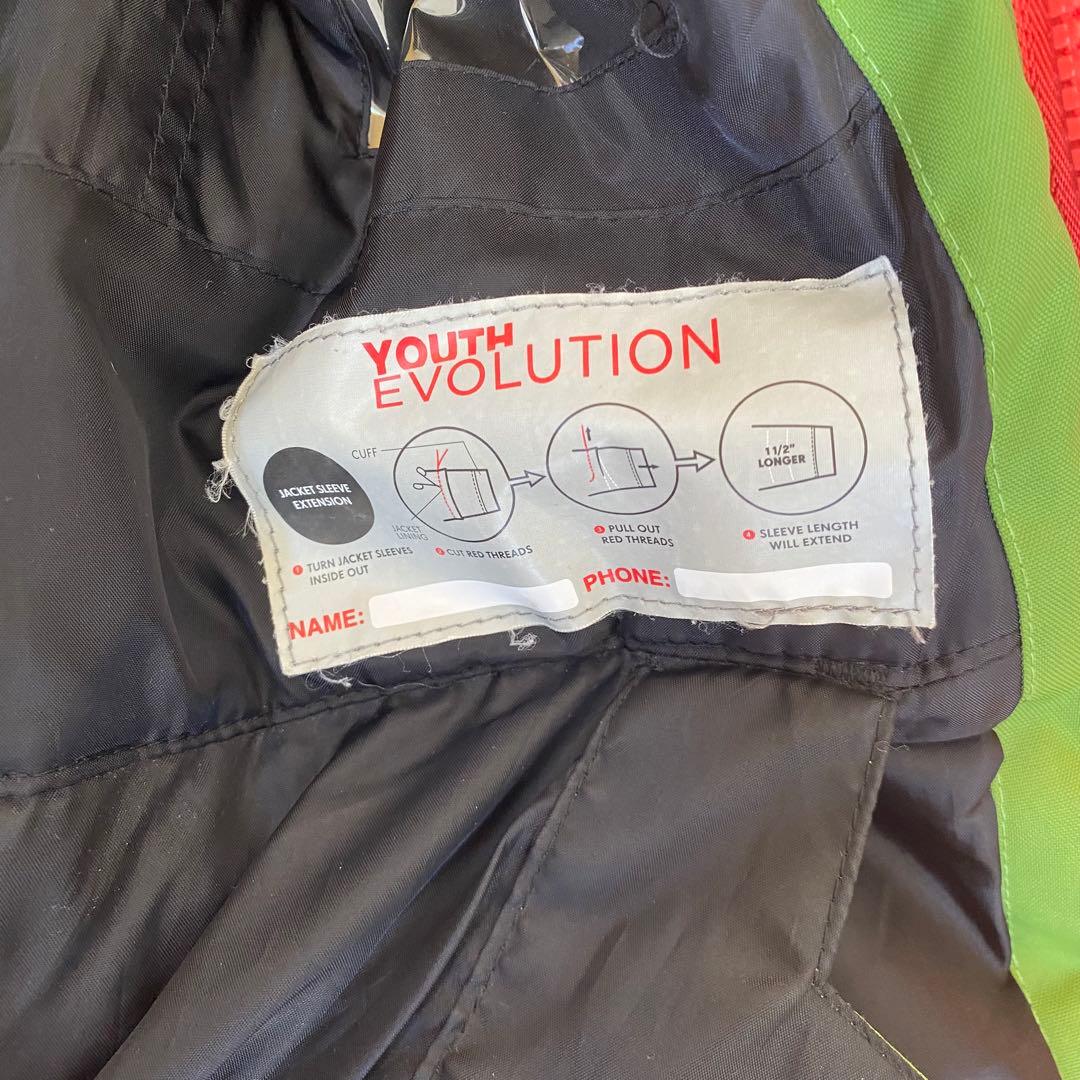 YOUTH
EVOLUTION
JACKET SLEEVE
EXTENSION
CUFF
JACKET
LINING
1 1/2"
LONGER
1 TURN JACKET SLEEVES
INSIDE OUT
2 CUT RED THREADS
3 PULL OUT
RED THREADS
4 SLEEVE LENGTH
WILL EXTEND
NAME:
PHONE: